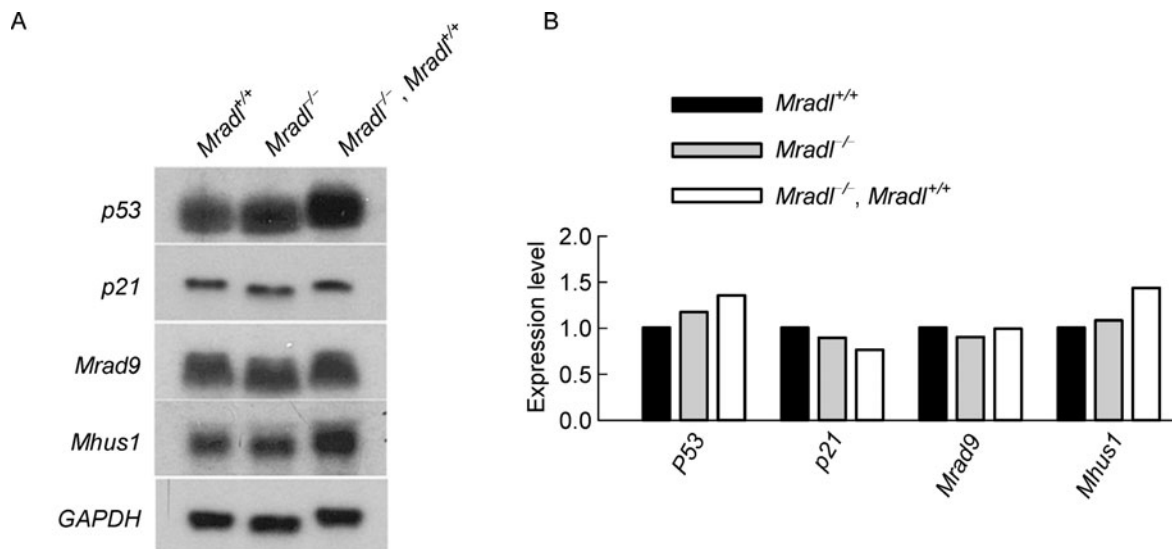 A
Mradl+/+
Mradl-/-
Mradl-/-, Mradl+/+
p53
p21
Mrad9
Mhus1
GAPDH
B
Mradl+/+
Mradl-/-
Mradl-/-, Mradl+/+
Expression level
2.0
1.5
1.0
0.5
0.0
P53
p21
Mrad9
Mhus1